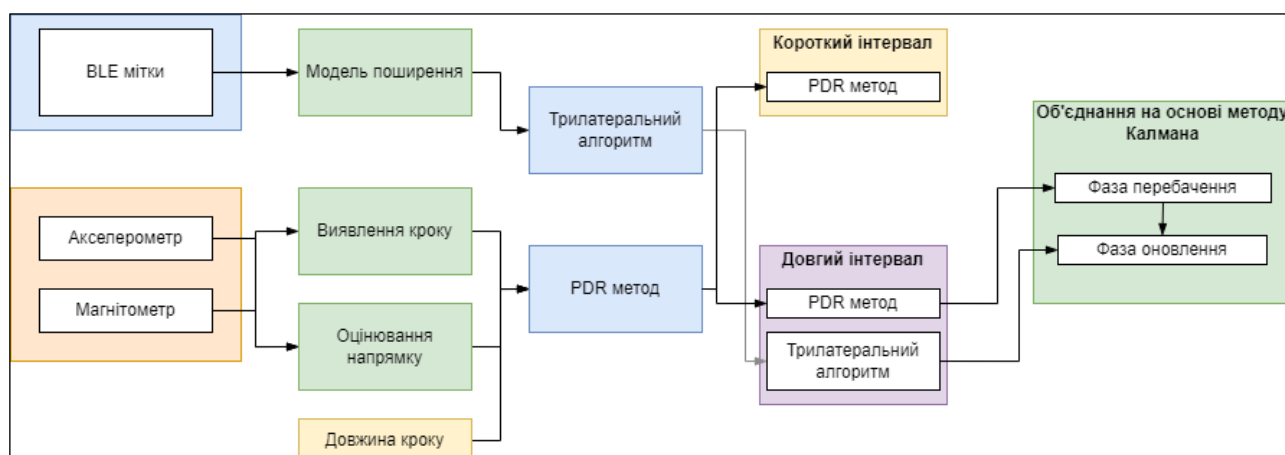 BLE мітки
Модель поширення
Трилатеральний
алгоритм
Короткий інтервал
PDR метод
Об'єднання на основі методу
Калмана
Фаза перебачення
Фаза оновлення
Акселерометр
Магнітометр
Виявлення кроку
Оцінювання
напрямку
Довжина кроку
PDR метод
Довгий інтервал
PDR метод
Трилатеральний
алгоритм